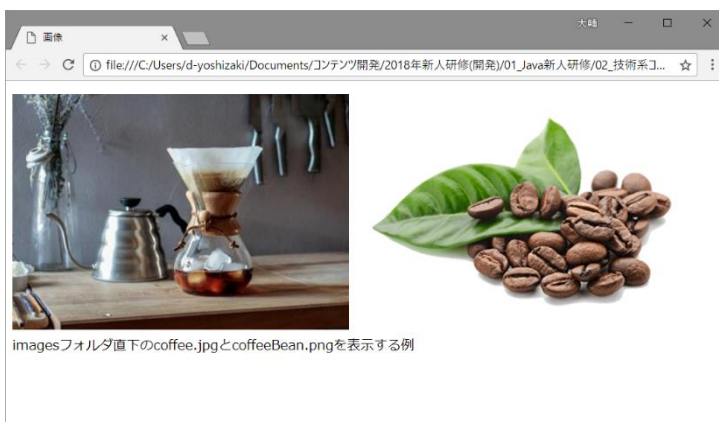 大晴
画像
file:///C:/Users/d-yoshizaki/Documents/コンテンツ開発/2018年新人研修(開発)/01_Java新人研修/02_技術系コ...
imagesフォルダ直下のcoffee.jpgとcoffeeBean.pngを表示する例